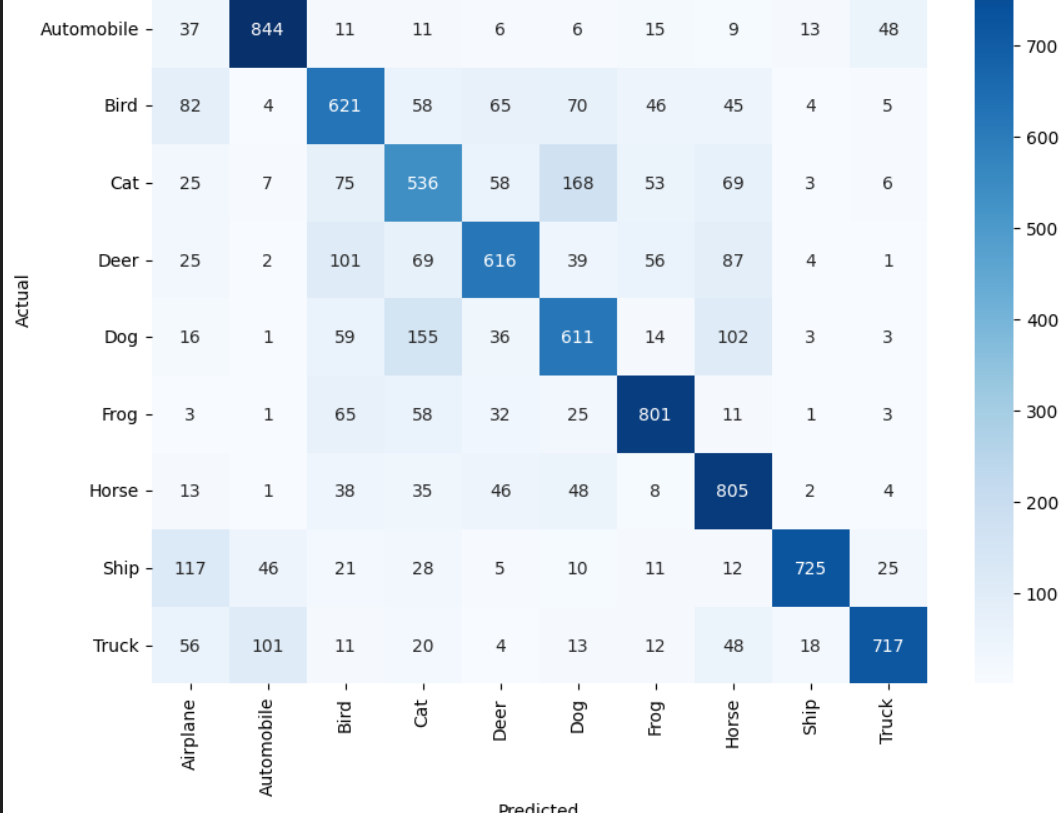 Automobile 37 844 11 11 6 6 15 9 13 48
Bird 82 4 621 58 65 70 46 45 4 5
Cat 25 7 75 536 58 168 53 69 3 6
Deer 25 2 101 69 616 39 56 87 4 1
Dog 16 1 59 155 36 611 14 102 3 3
Frog 3 1 65 58 32 25 801 11 1 3
Horse 13 1 38 35 46 48 8 805 2 4
Ship 117 46 21 28 5 10 11 12 725 25
Truck 56 101 11 20 4 13 12 48 18 717
Actual
Airplane Automobile Bird Cat Deer Dog Frog Horse Ship Truck
Predicted
700
600
500
400
300
200
100